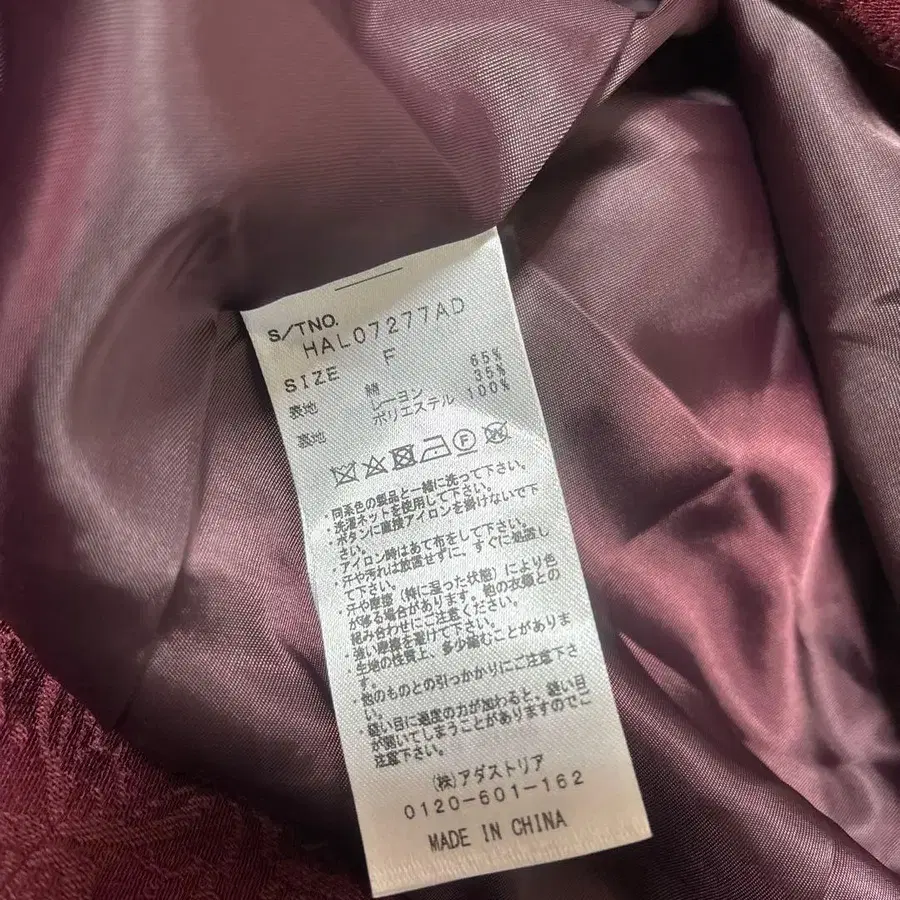 S/TNO.
HAL07277AD
SIZE F
表地 綿 65%
レーヨン 35%
裏地 ポリエステル 100%
F W
・同系色の製品と一緒に洗って下さい。
・洗濯ネットを使用して下さい。
・ボタンに直接アイロンを掛けないで下
さい。
・アイロン時はあて布をして下さい。
・汗や汚れは放置せずに、すぐに処置し
て下さい。
・汗や摩擦（特に湿った状態）により色
が移る場合があります。他の衣類との
組み合わせにご注意ください。
・強い摩擦を避けて下さい。
・生地の性質上、多少縮むことがありま
す。
・他のものとの引っかかりにご注意下さ
い。
・縫い目に過度の力が加わると、縫い目
が開いてしまうことがありますのでご
注意下さい。
(株)アダストリア
0120-601-162
MADE IN CHINA